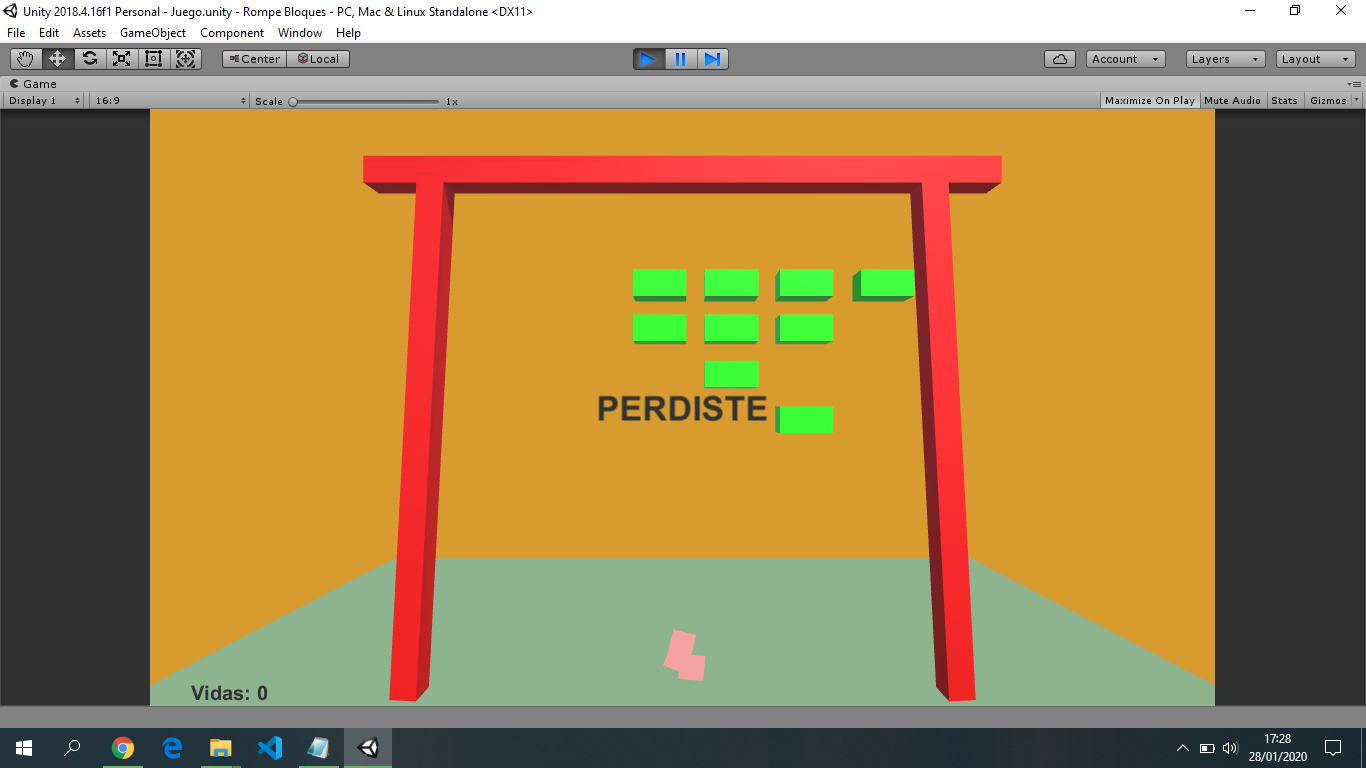 Unity 2018.4.16f1 Personal - Juego.unity - Rompe Bloques - PC, Mac & Linux Standalone <DX11>
File Edit Assets GameObject Component Window Help
Center Local Account Layers Layout
Game
Display 1 16:9 Scale 1x Maximize On Play Mute Audio Stats Gizmos
PERDISTE
Vidas: 0
17:28
28/01/2020